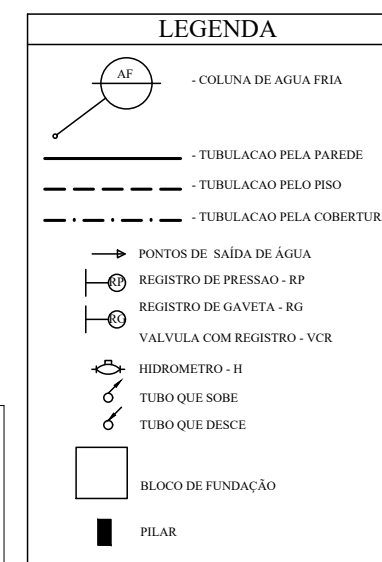 LEGENDA
AF
- COLUNA DE AGUA FRIA
- TUBULACAO PELA PAREDE
- TUBULACAO PELO PISO
- TUBULACAO PELA COBERTUR
PONTOS DE SAÍDA DE ÁGUA
RP REGISTRO DE PRESSAO - RP
REGISTRO DE GAVETA - RG
RG
VALVULA COM REGISTRO - VCR
HIDROMETRO - H
TUBO QUE SOBE
TUBO QUE DESCE
BLOCO DE FUNDAÇÃO
PILAR